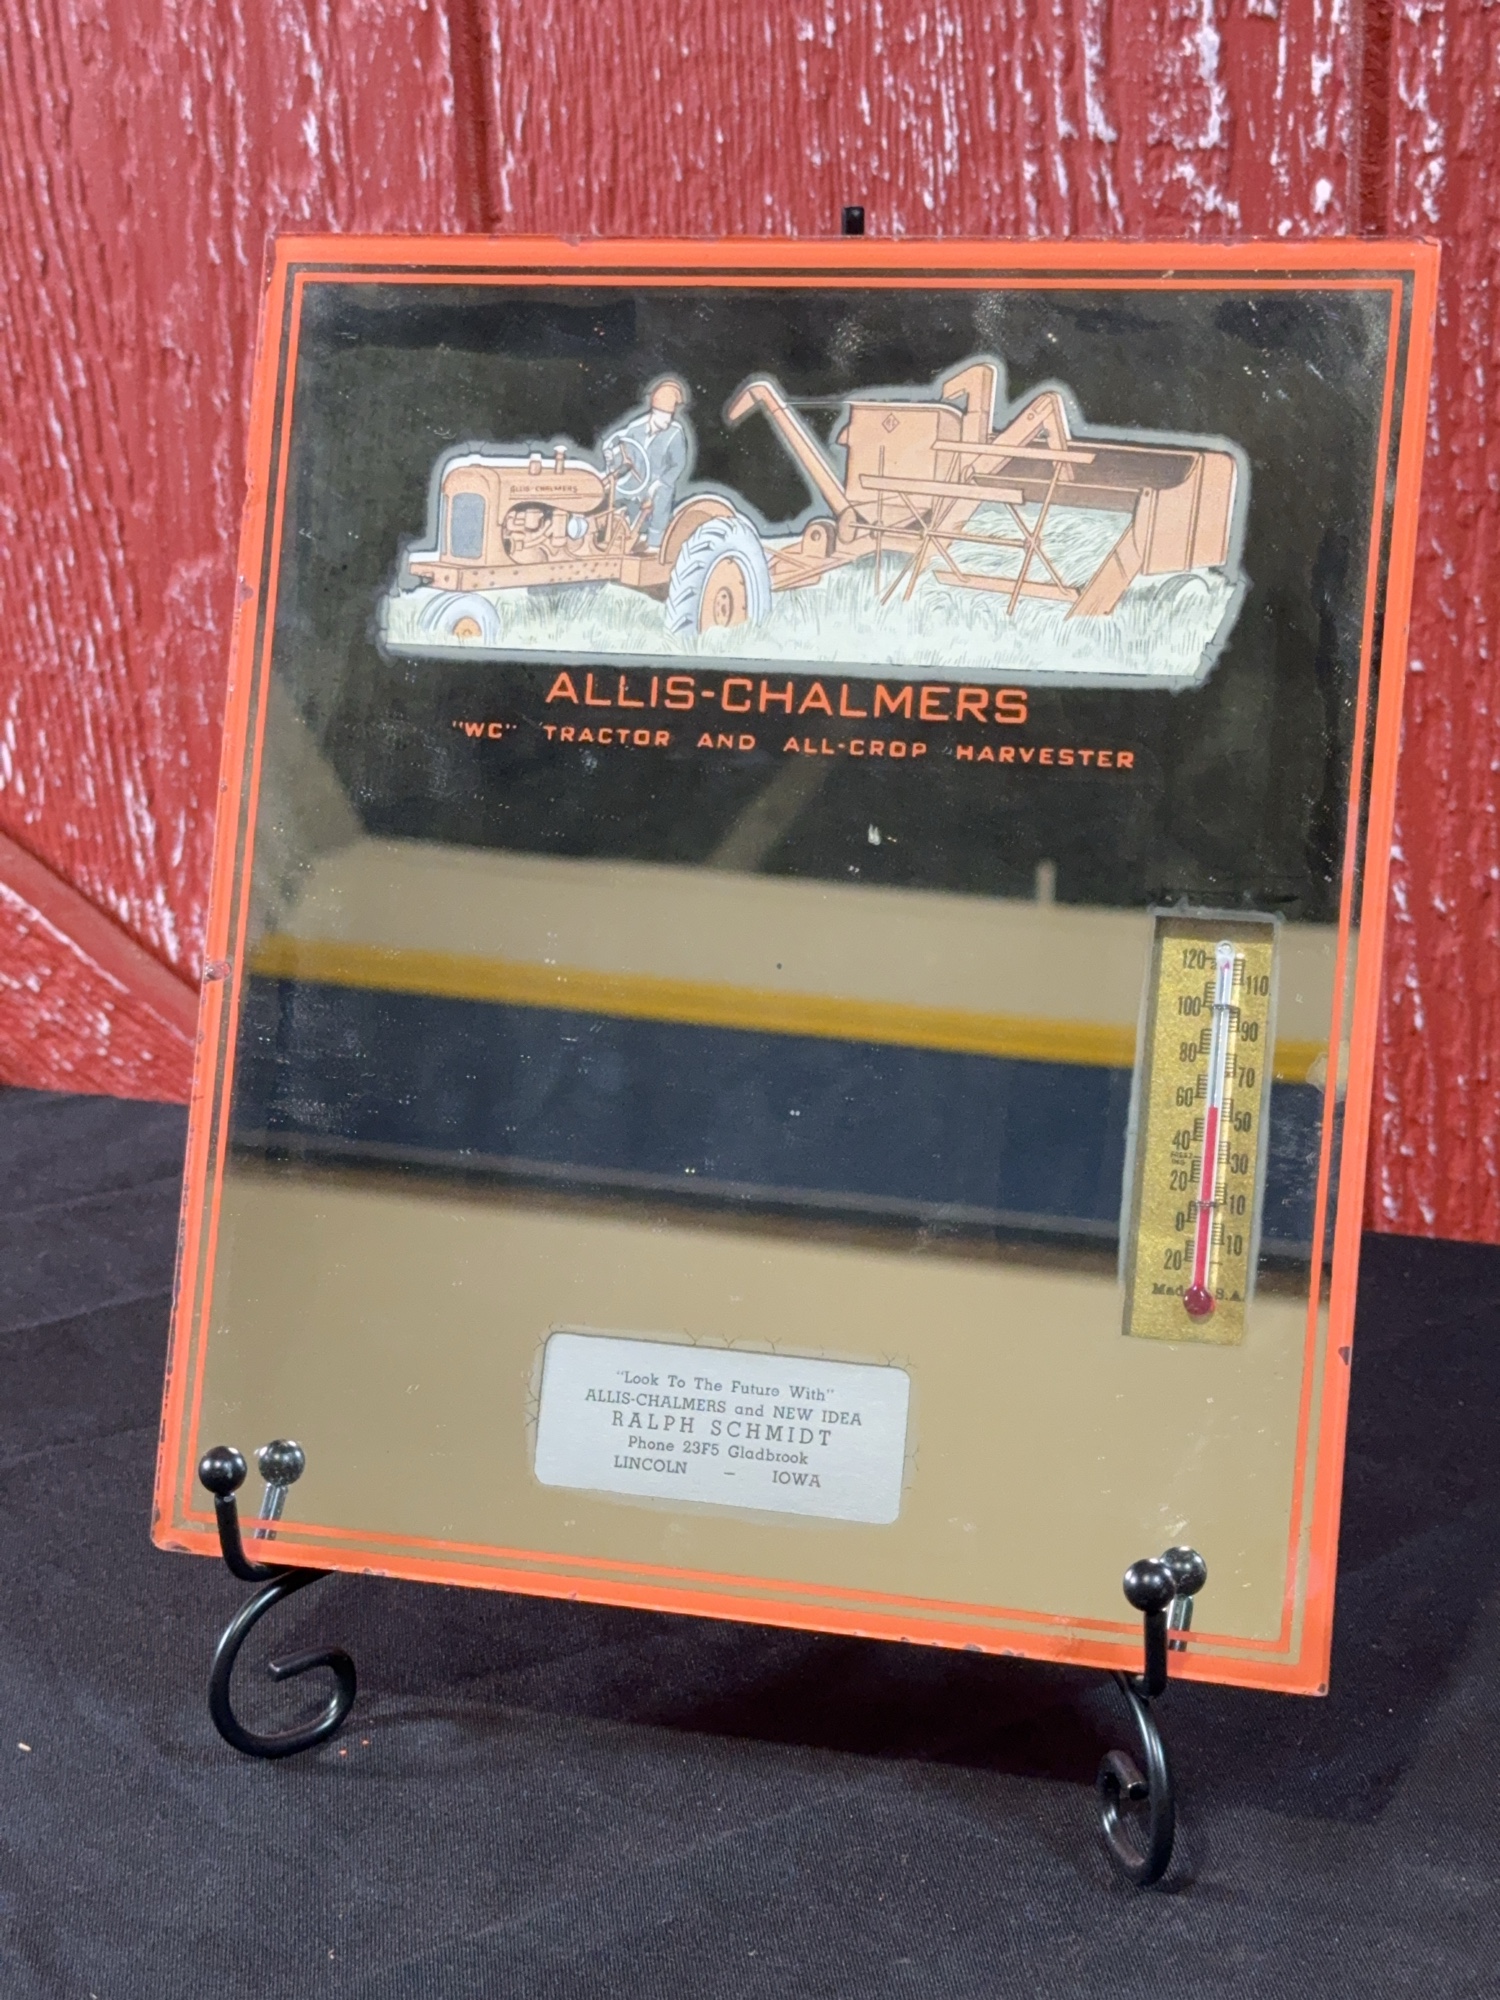 ALLIS-CHALMERS
ALLIS-CHALMERS
"WC" TRACTOR AND ALL-CROP HARVESTER
120
110
100
90
80
70
60
50
40
30
20
10
0
10
20
"Look To The Future With"
ALLIS-CHALMERS and NEW IDEA
RALPH SCHMIDT
Phone 23F5 Gladbrook
LINCOLN - IOWA